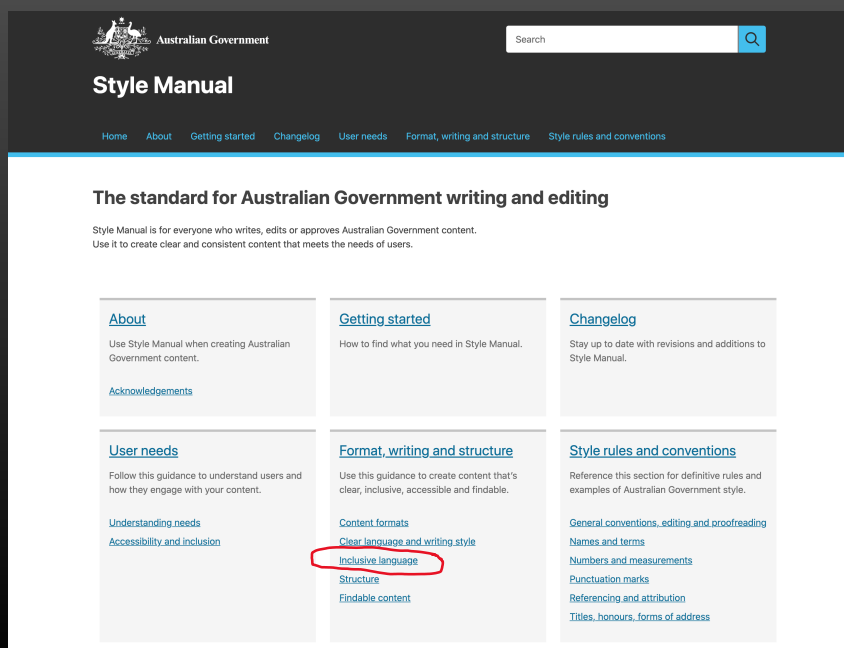 Australian Government
Search
Style Manual
Home About Getting started Changelog User needs Format, writing and structure Style rules and conventions
The standard for Australian Government writing and editing
Style Manual is for everyone who writes, edits or approves Australian Government content.
Use it to create clear and consistent content that meets the needs of users.
About
Use Style Manual when creating Australian
Government content.
Acknowledgements
Getting started
How to find what you need in Style Manual.
Changelog
Stay up to date with revisions and additions to
Style Manual.
User needs
Follow this guidance to understand users and
how they engage with your content.
Understanding needs
Accessibility and inclusion
Format, writing and structure
Use this guidance to create content that's
clear, inclusive, accessible and findable.
Content formats
Clear language and writing style
Inclusive language
Structure
Findable content
Style rules and conventions
Reference this section for definitive rules and
examples of Australian Government style.
General conventions, editing and proofreading
Names and terms
Numbers and measurements
Punctuation marks
Referencing and attribution
Titles, honours, forms of address